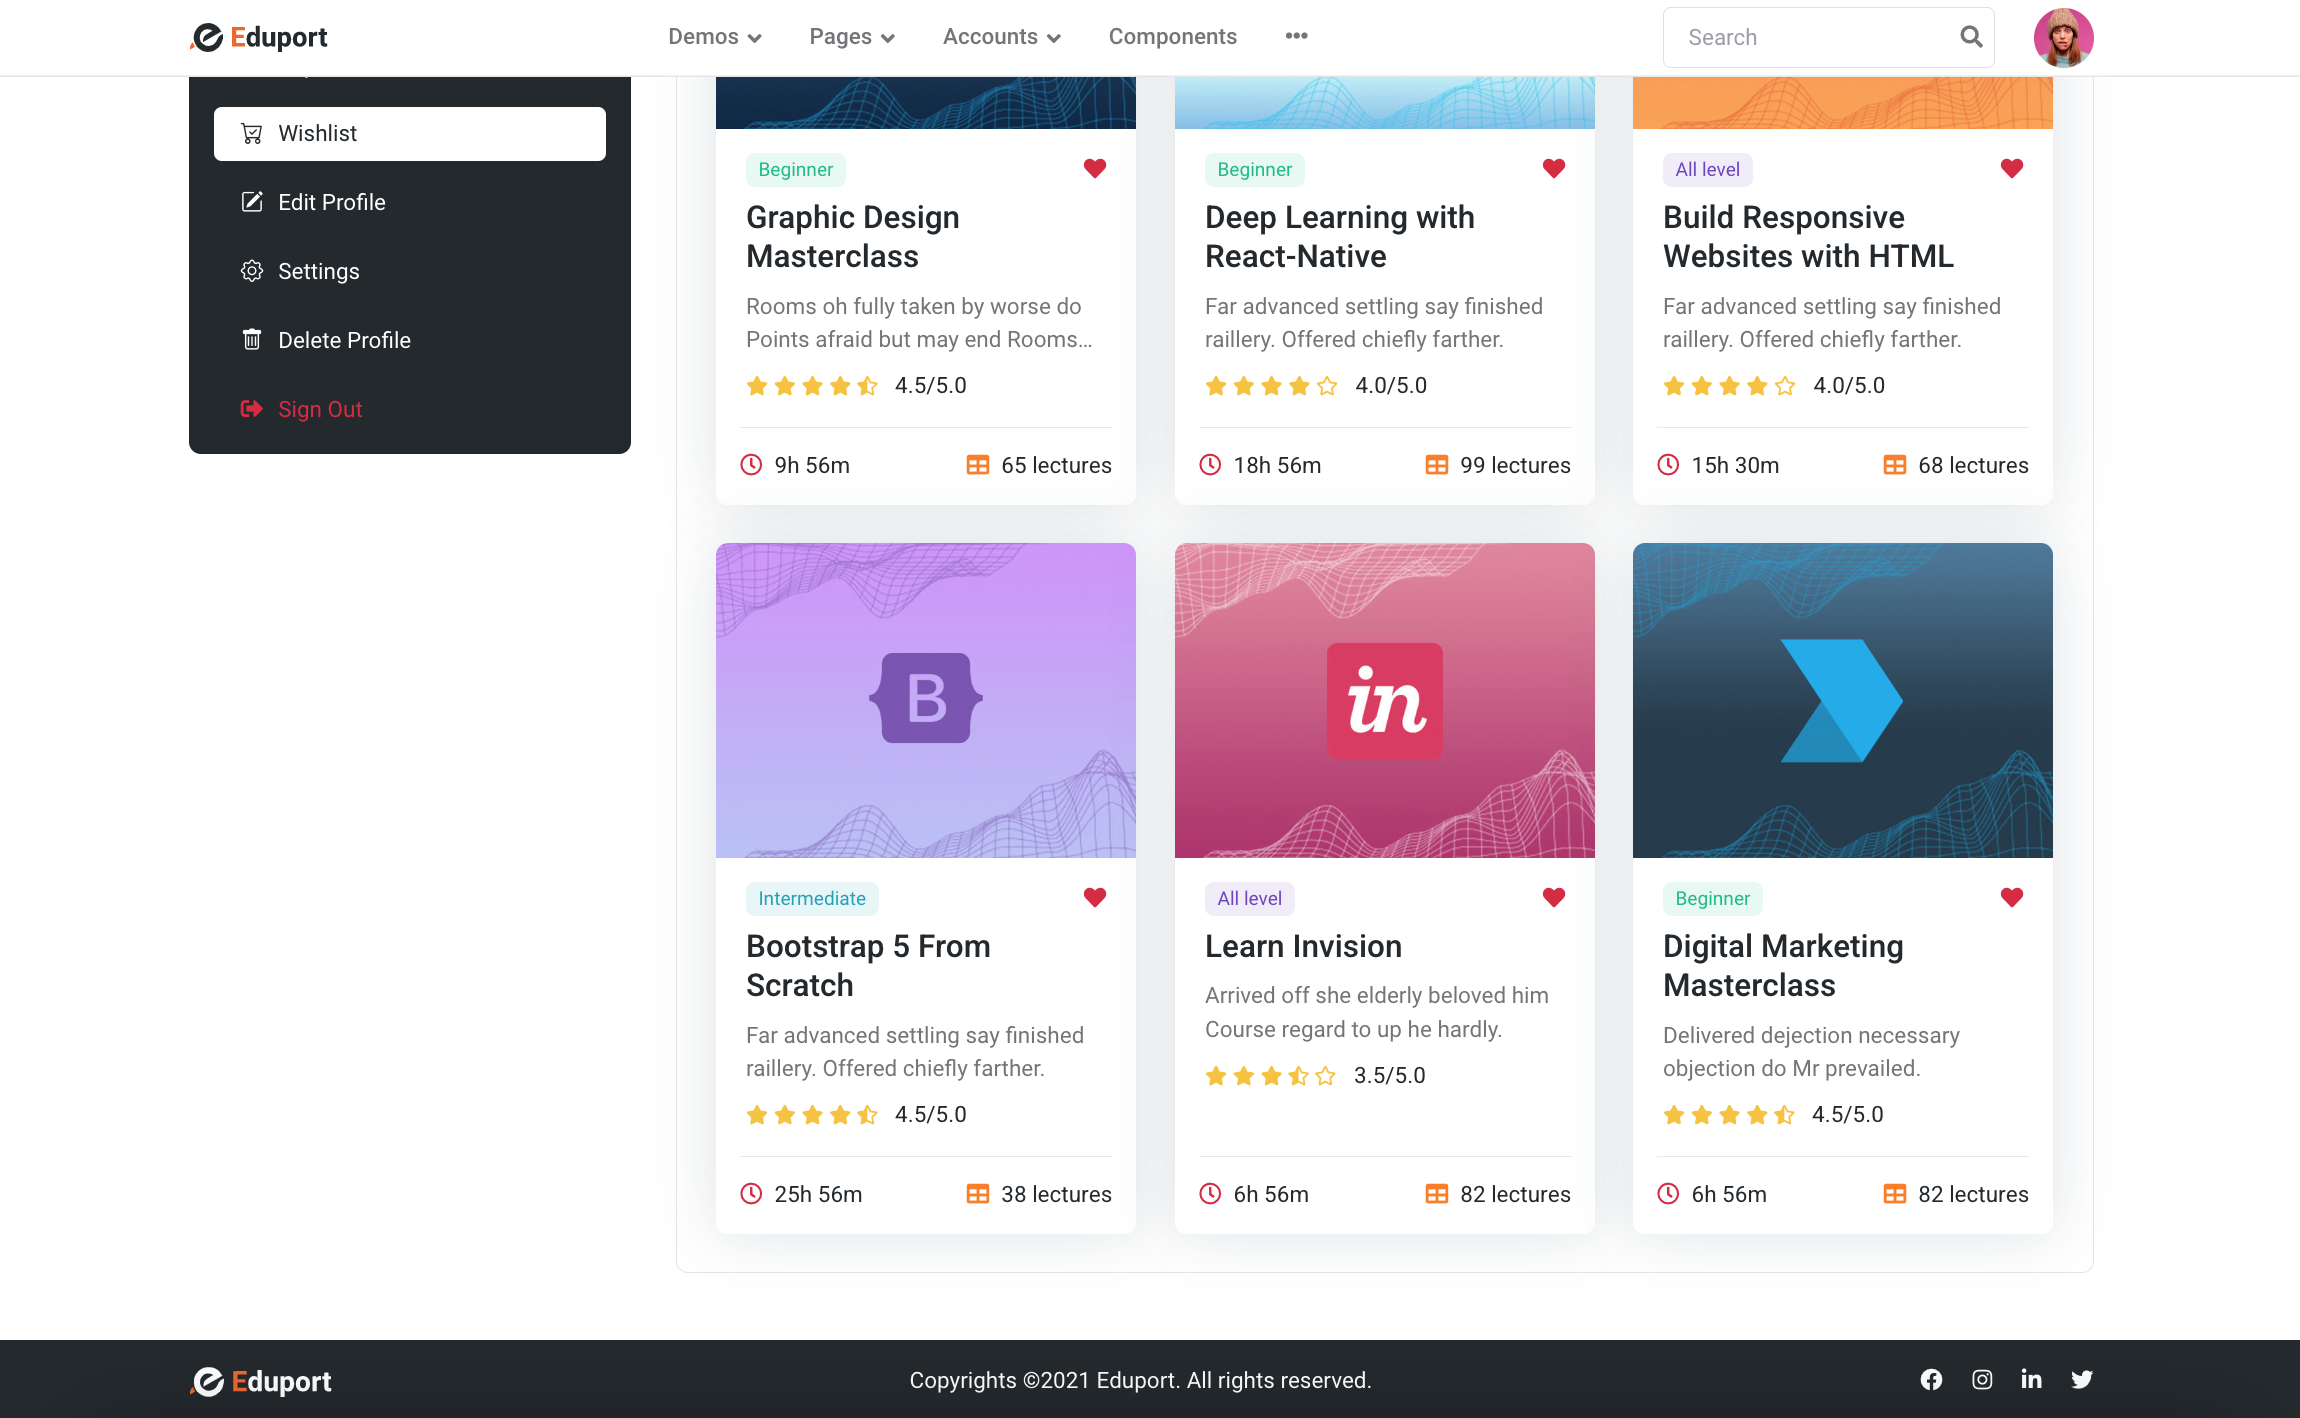 Eduport
Demos
Pages
Accounts
Components
Search
Wishlist
Edit Profile
Settings
Delete Profile
Sign Out
Beginner
Graphic Design
Masterclass
Rooms oh fully taken by worse do
Points afraid but may end Rooms...
4.5/5.0
9h 56m
65 lectures
Beginner
Deep Learning with
React-Native
Far advanced settling say finished
raillery. Offered chiefly farther.
4.0/5.0
18h 56m
99 lectures
All level
Build Responsive
Websites with HTML
Far advanced settling say finished
raillery. Offered chiefly farther.
4.0/5.0
15h 30m
68 lectures
B
Intermediate
Bootstrap 5 From
Scratch
Far advanced settling say finished
raillery. Offered chiefly farther.
4.5/5.0
25h 56m
38 lectures
in
All level
Learn Invision
Arrived off she elderly beloved him
Course regard to up he hardly.
3.5/5.0
6h 56m
82 lectures
Beginner
Digital Marketing
Masterclass
Delivered dejection necessary
objection do Mr prevailed.
4.5/5.0
6h 56m
82 lectures
Eduport
Copyrights ©2021 Eduport. All rights reserved.
in